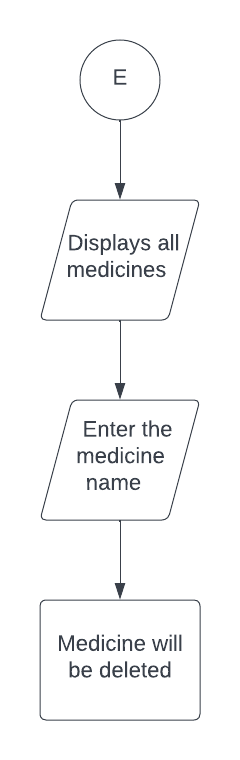 E
Displays all
medicines
Enter the
medicine
name
Medicine will
be deleted